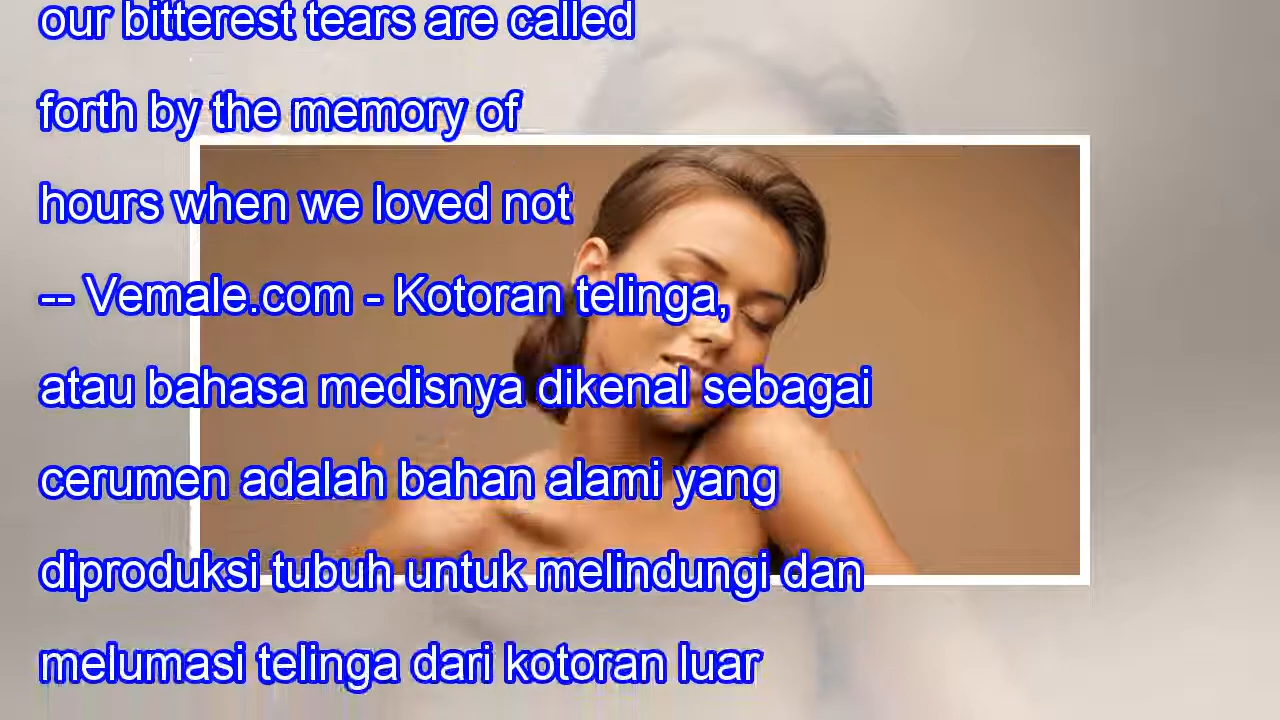 our bitterest tears are called
forth by the memory of
hours when we loved not
-- Vemale.com - Kotoran telinga,
atau bahasa medisnya dikenal sebagai
cerumen adalah bahan alami yang
diproduksi tubuh untuk melindungi dan
melumasi telinga dari kotoran luar